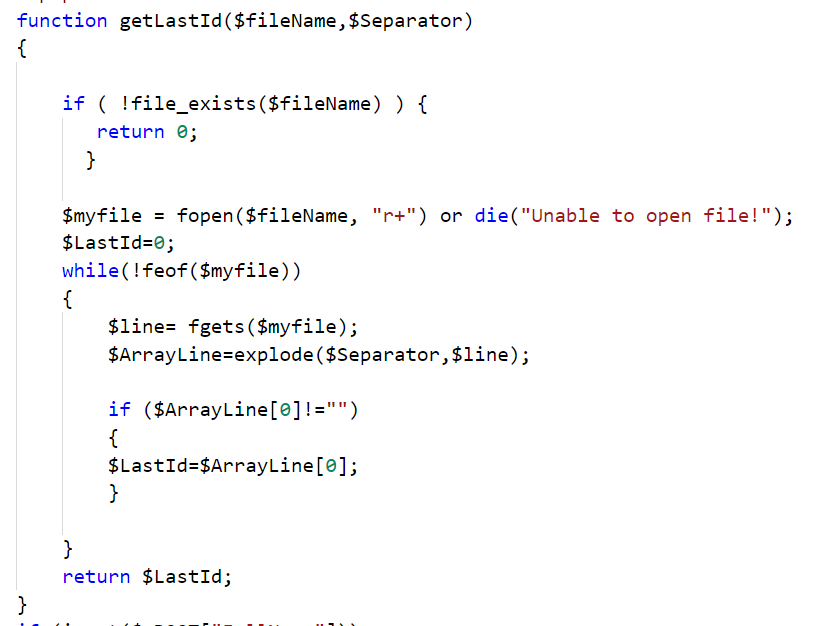 function getLastId($fileName,$Separator)
{
if ( !file_exists($fileName) ) {
return 0;
}
$myfile = fopen($fileName, "r+") or die("Unable to open file!");
$LastId=0;
while(!feof($myfile))
{
$line= fgets($myfile);
$ArrayLine=explode($Separator,$line);
if ($ArrayLine[0]!="")
{
$LastId=$ArrayLine[0];
}
}
return $LastId;
}